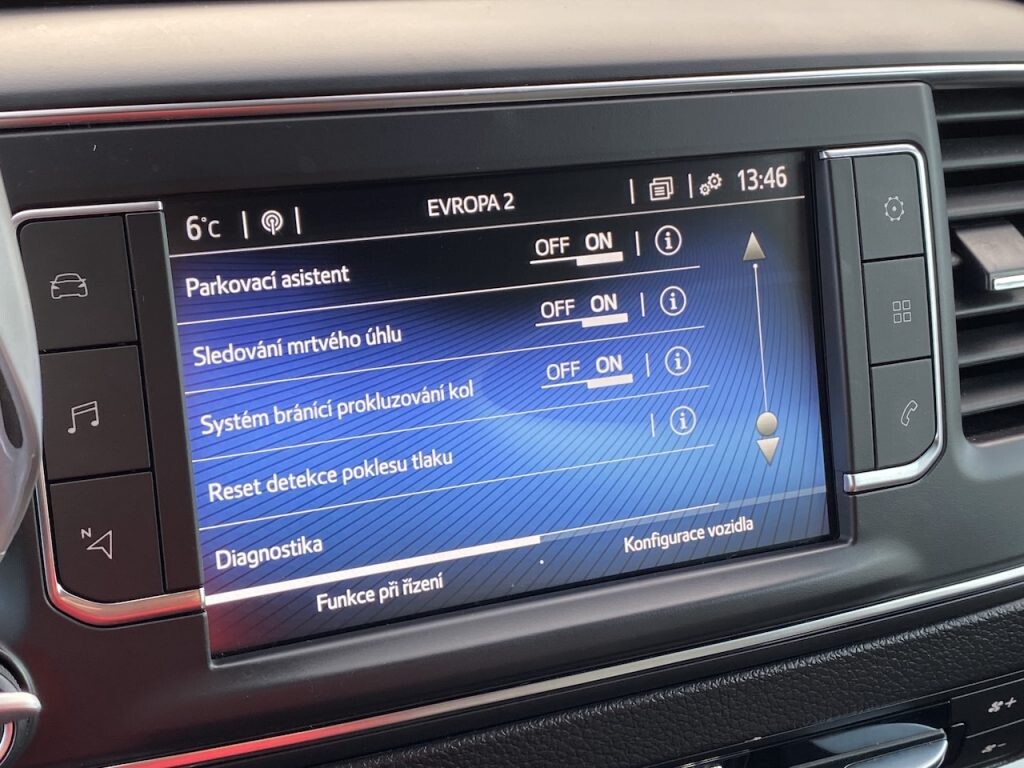 6°C EVROPA 2 13:46
Parkovací asistent OFF ON i
Sledování mrtvého úhlu OFF ON i
Systém bránící prokluzování kol OFF ON i
Reset detekce poklesu tlaku i
Diagnostika
Funkce při řízení Konfigurace vozidla
N